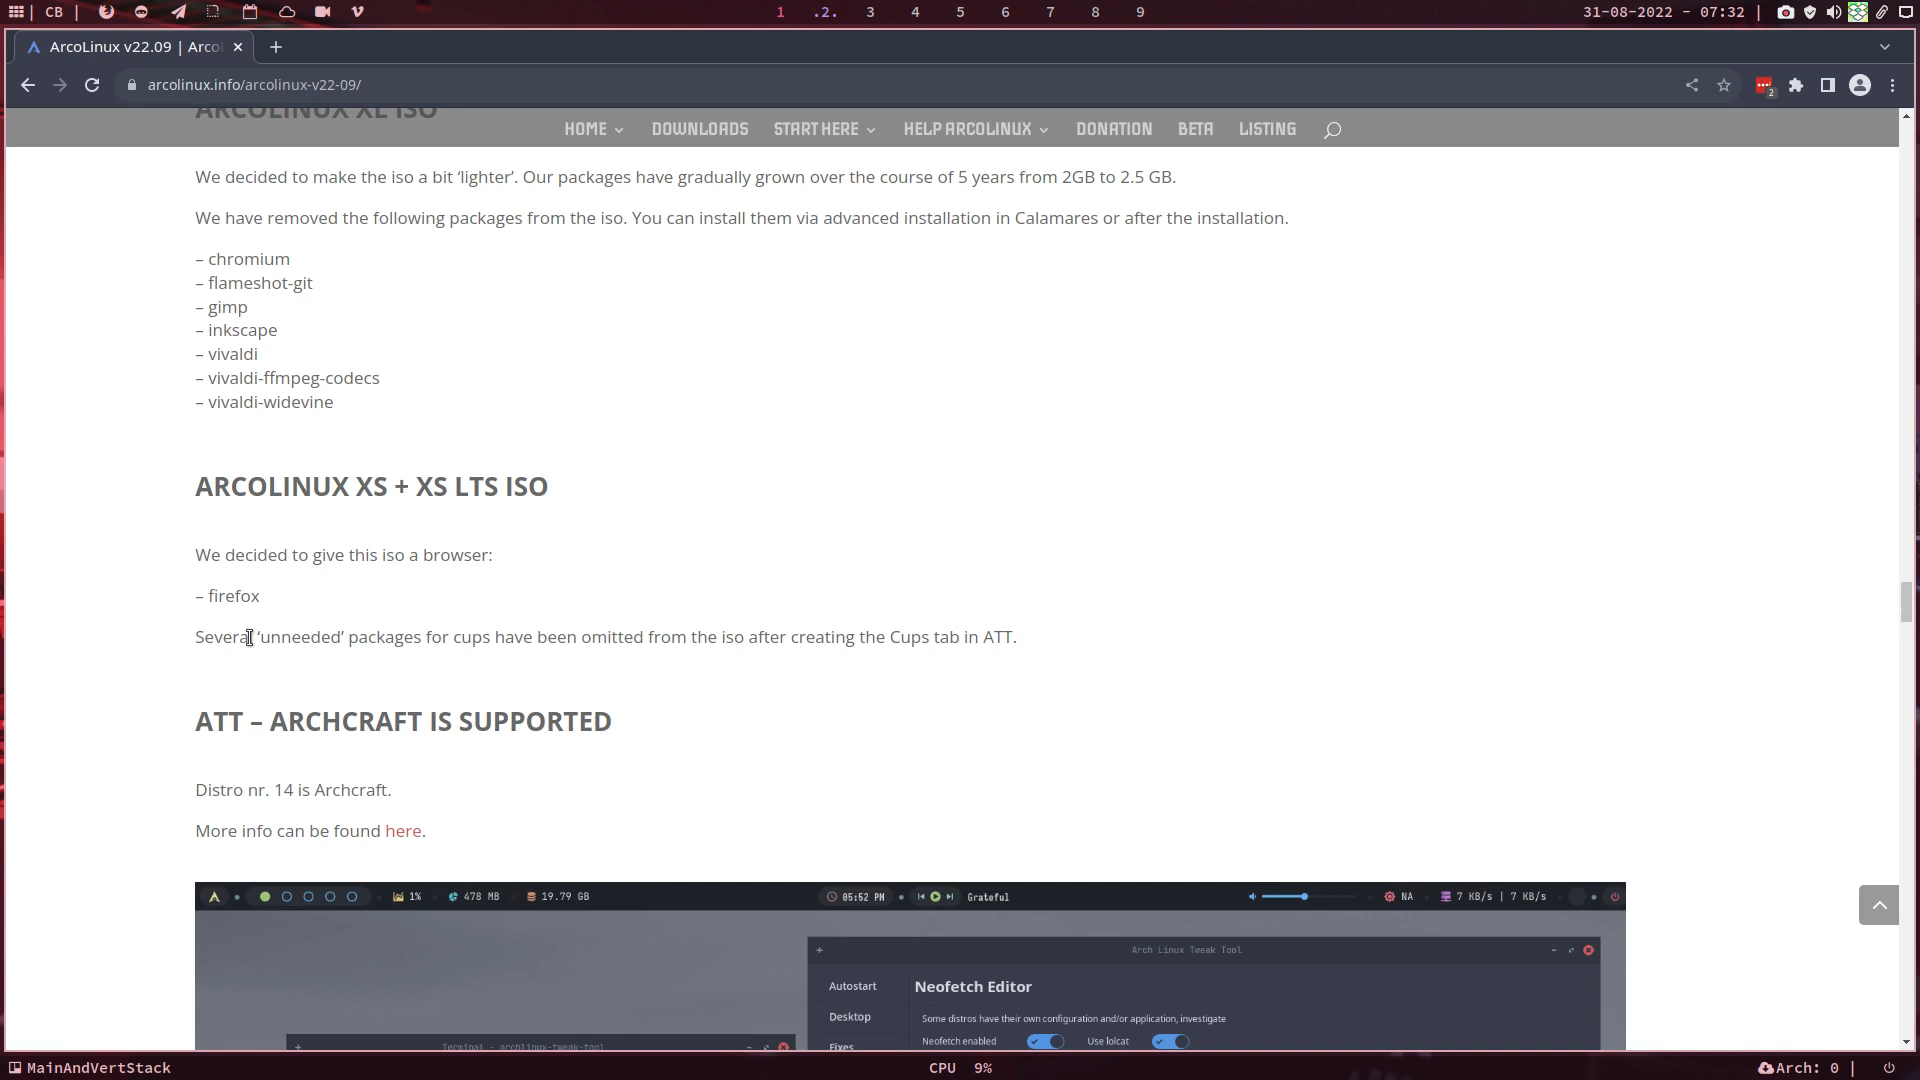 CB
1 .2. 3 4 5 6 7 8 9
31-08-2022 - 07:32
ArcoLinux v22.09 | Arco
arcolinux.info/arcolinux-v22-09/
2
ARCOLINUX XL ISO
HOME DOWNLOADS START HERE HELP ARCOLINUX DONATION BETA LISTING
We decided to make the iso a bit ‘lighter’. Our packages have gradually grown over the course of 5 years from 2GB to 2.5 GB.
We have removed the following packages from the iso. You can install them via advanced installation in Calamares or after the installation.
– chromium
– flameshot-git
– gimp
– inkscape
– vivaldi
– vivaldi-ffmpeg-codecs
– vivaldi-widevine
ARCOLINUX XS + XS LTS ISO
We decided to give this iso a browser:
– firefox
Several ‘unneeded’ packages for cups have been omitted from the iso after creating the Cups tab in ATT.
ATT – ARCHCRAFT IS SUPPORTED
Distro nr. 14 is Archcraft.
More info can be found here.
1% 478 MB 19.79 GB 05:52 PM Grateful NA 7 KB/s | 7 KB/s
Arch Linux Tweak Tool
Autostart
Neofetch Editor
Desktop
Some distros have their own configuration and/or application, investigate
Fixes
Neofetch enabled Use lolcat
Terminal - archlinux-tweak-tool
MainAndVertStack
CPU 9%
Arch: 0